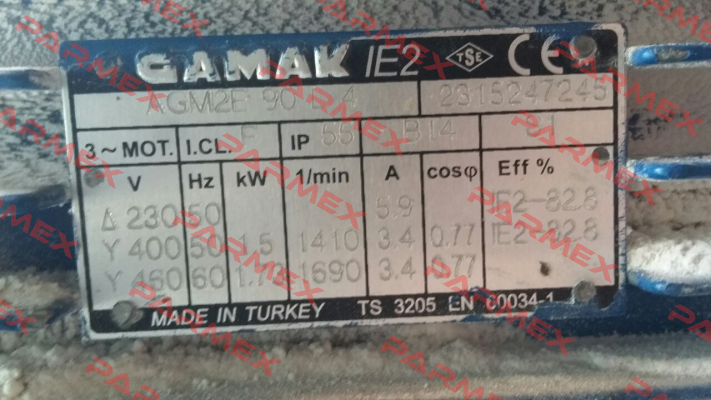 GAMAK IE2 TSE CE
AGM2E 90 L 4 2315247245
3~MOT. I.CL. F IP 55 B14
V Hz kW 1/min A cosφ Eff %
Δ 230 50 5.9 IE2-82.8
Y 400 50 1.5 1410 3.4 0.77 IE2-82.8
Y 460 60 1690 3.4 0.77
MADE IN TURKEY TS 3205 EN 60034-1
PARMEX